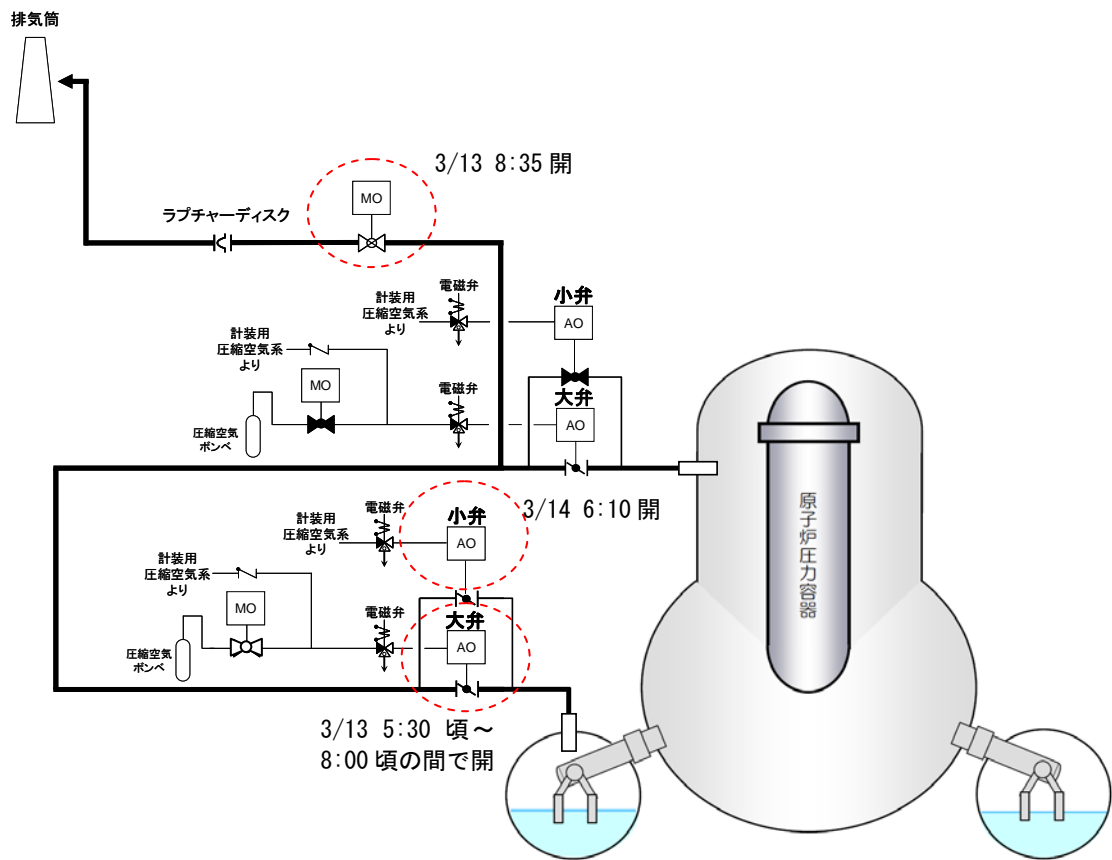 排気筒
3/13 8:35 開
MO
ラプチャーディスク
電磁弁
小弁
計装用
圧縮空気系
より
AO
計装用
圧縮空気系
より
MO
電磁弁
大弁
AO
圧縮空気
ボンベ
原子炉圧力容器
3/14 6:10 開
電磁弁
小弁
計装用
圧縮空気系
より
AO
計装用
圧縮空気系
より
MO
電磁弁
大弁
AO
圧縮空気
ボンベ
3/13 5:30 頃～
8:00 頃の間で開